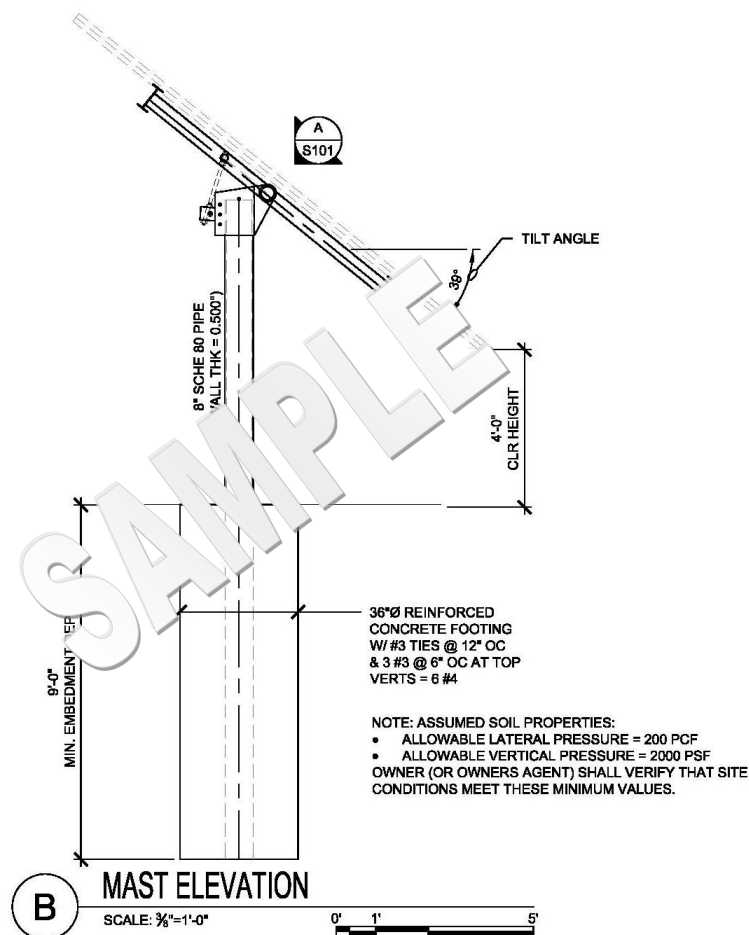 A
S101
TILT ANGLE
39°
8" SCHE 80 PIPE
ALL THK = 0.500")
4'-0"
CLR HEIGHT
SAMPLE
9'-0"
MIN. EMBEDMENT
36"Ø REINFORCED
CONCRETE FOOTING
W/ #3 TIES @ 12" OC
& 3 #3 @ 6" OC AT TOP
VERTS = 6 #4
NOTE: ASSUMED SOIL PROPERTIES:
• ALLOWABLE LATERAL PRESSURE = 200 PCF
• ALLOWABLE VERTICAL PRESSURE = 2000 PSF
OWNER (OR OWNERS AGENT) SHALL VERIFY THAT SITE
CONDITIONS MEET THESE MINIMUM VALUES.
B
MAST ELEVATION
SCALE: ⅜"=1'-0"
0' 1' 5'